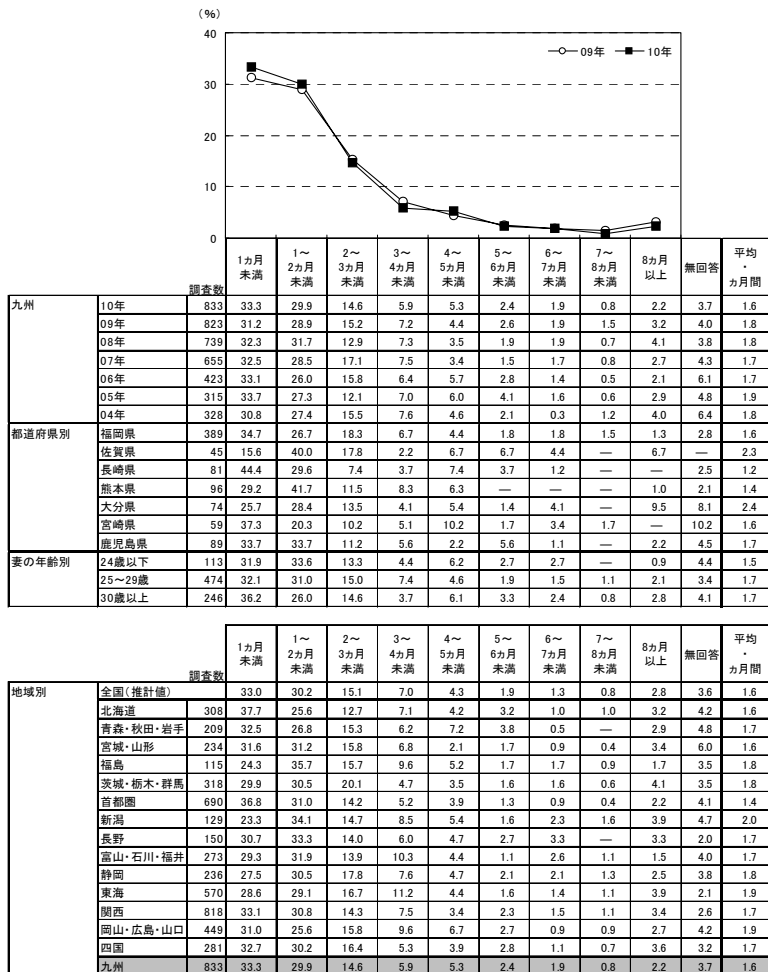 (%)
40
30
20
10
0
09年 10年
調査数 1ヵ月未満 1～2ヵ月未満 2～3ヵ月未満 3～4ヵ月未満 4～5ヵ月未満 5～6ヵ月未満 6～7ヵ月未満 7～8ヵ月未満 8ヵ月以上 無回答 平均・ヵ月間
九州 10年 833 33.3 29.9 14.6 5.9 5.3 2.4 1.9 0.8 2.2 3.7 1.6
09年 823 31.2 28.9 15.2 7.2 4.4 2.6 1.9 1.5 3.2 4.0 1.8
08年 739 32.3 31.7 12.9 7.3 3.5 1.9 1.9 0.7 4.1 3.8 1.8
07年 655 32.5 28.5 17.1 7.5 3.4 1.5 1.7 0.8 2.7 4.3 1.7
06年 423 33.1 26.0 15.8 6.4 5.7 2.8 1.4 0.5 2.1 6.1 1.7
05年 315 33.7 27.3 12.1 7.0 6.0 4.1 1.6 0.6 2.9 4.8 1.9
04年 328 30.8 27.4 15.5 7.6 4.6 2.1 0.3 1.2 4.0 6.4 1.8
都道府県別 福岡県 389 34.7 26.7 18.3 6.7 4.4 1.8 1.8 1.5 1.3 2.8 1.6
佐賀県 45 15.6 40.0 17.8 2.2 6.7 6.7 4.4 — 6.7 — 2.3
長崎県 81 44.4 29.6 7.4 3.7 7.4 3.7 1.2 — — 2.5 1.2
熊本県 96 29.2 41.7 11.5 8.3 6.3 — — — 1.0 2.1 1.4
大分県 74 25.7 28.4 13.5 4.1 5.4 1.4 4.1 — 9.5 8.1 2.4
宮崎県 59 37.3 20.3 10.2 5.1 10.2 1.7 3.4 1.7 — 10.2 1.6
鹿児島県 89 33.7 33.7 11.2 5.6 2.2 5.6 1.1 — 2.2 4.5 1.7
妻の年齢別 24歳以下 113 31.9 33.6 13.3 4.4 6.2 2.7 2.7 — 0.9 4.4 1.5
25～29歳 474 32.1 31.0 15.0 7.4 4.6 1.9 1.5 1.1 2.1 3.4 1.7
30歳以上 246 36.2 26.0 14.6 3.7 6.1 3.3 2.4 0.8 2.8 4.1 1.7
調査数 1ヵ月未満 1～2ヵ月未満 2～3ヵ月未満 3～4ヵ月未満 4～5ヵ月未満 5～6ヵ月未満 6～7ヵ月未満 7～8ヵ月未満 8ヵ月以上 無回答 平均・ヵ月間
地域別 全国(推計値) 33.0 30.2 15.1 7.0 4.3 1.9 1.3 0.8 2.8 3.6 1.6
北海道 308 37.7 25.6 12.7 7.1 4.2 3.2 1.0 1.0 3.2 4.2 1.6
青森・秋田・岩手 209 32.5 26.8 15.3 6.2 7.2 3.8 0.5 — 2.9 4.8 1.7
宮城・山形 234 31.6 31.2 15.8 6.8 2.1 1.7 0.9 0.4 3.4 6.0 1.6
福島 115 24.3 35.7 15.7 9.6 5.2 1.7 1.7 0.9 1.7 3.5 1.8
茨城・栃木・群馬 318 29.9 30.5 20.1 4.7 3.5 1.6 1.6 0.6 4.1 3.5 1.8
首都圏 690 36.8 31.0 14.2 5.2 3.9 1.3 0.9 0.4 2.2 4.1 1.4
新潟 129 23.3 34.1 14.7 8.5 5.4 1.6 2.3 1.6 3.9 4.7 2.0
長野 150 30.7 33.3 14.0 6.0 4.7 2.7 3.3 — 3.3 2.0 1.7
富山・石川・福井 273 29.3 31.9 13.9 10.3 4.4 1.1 2.6 1.1 1.5 4.0 1.7
静岡 236 27.5 30.5 17.8 7.6 4.7 2.1 2.1 1.3 2.5 3.8 1.8
東海 570 28.6 29.1 16.7 11.2 4.4 1.6 1.4 1.1 3.9 2.1 1.9
関西 818 33.1 30.8 14.3 7.5 3.4 2.3 1.5 1.1 3.4 2.6 1.7
岡山・広島・山口 449 31.0 25.6 15.8 9.6 6.7 2.7 0.9 0.9 2.7 4.2 1.9
四国 281 32.7 30.2 16.4 5.3 3.9 2.8 1.1 0.7 3.6 3.2 1.7
九州 833 33.3 29.9 14.6 5.9 5.3 2.4 1.9 0.8 2.2 3.7 1.6